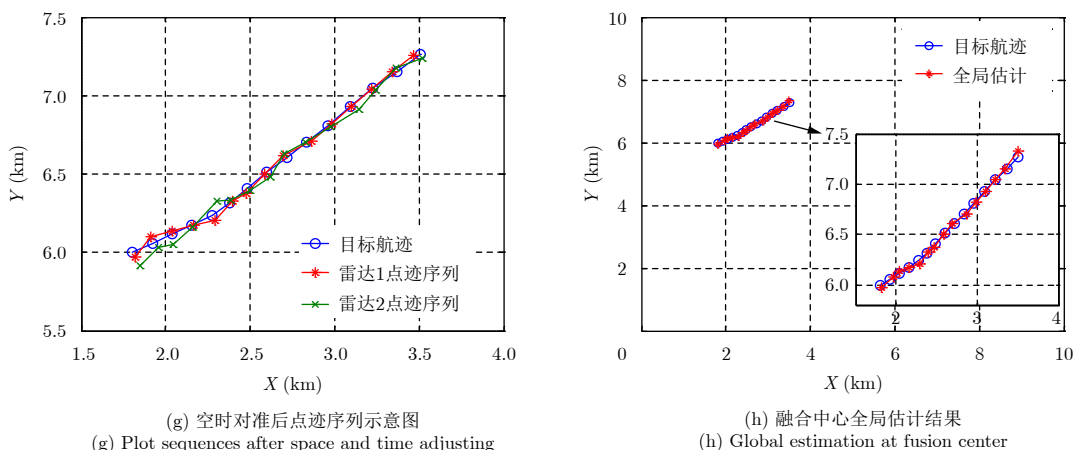 7.5
7.0
6.5
6.0
5.5
Y (km)
1.5
2.0
2.5
3.0
3.5
4.0
X (km)
目标航迹
雷达1点迹序列
雷达2点迹序列
(g) 空时对准后点迹序列示意图
(g) Plot sequences after space and time adjusting
10
8
6
4
2
0
Y (km)
2
4
6
8
10
X (km)
目标航迹
全局估计
7.5
7.0
6.5
6.0
2
3
4
(h) 融合中心全局估计结果
(h) Global estimation at fusion center